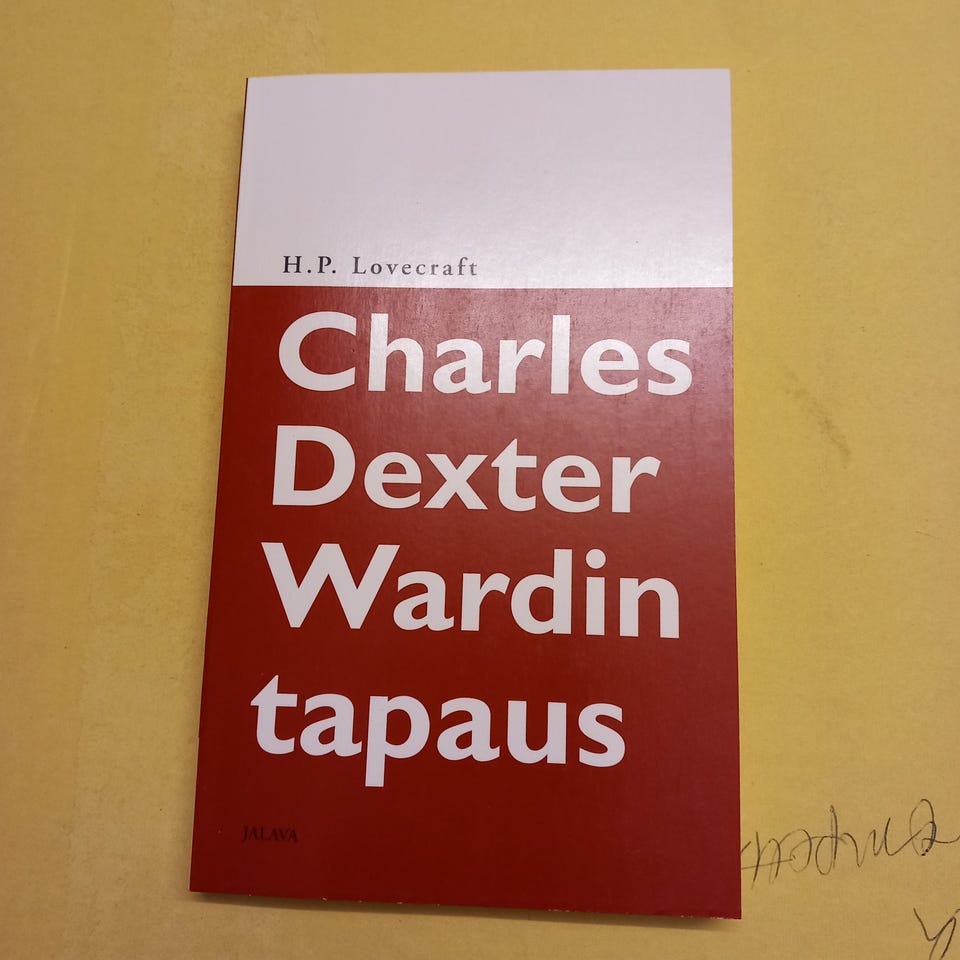 H.P. Lovecraft
Charles
Dexter
Wardin
tapaus
JALAVA